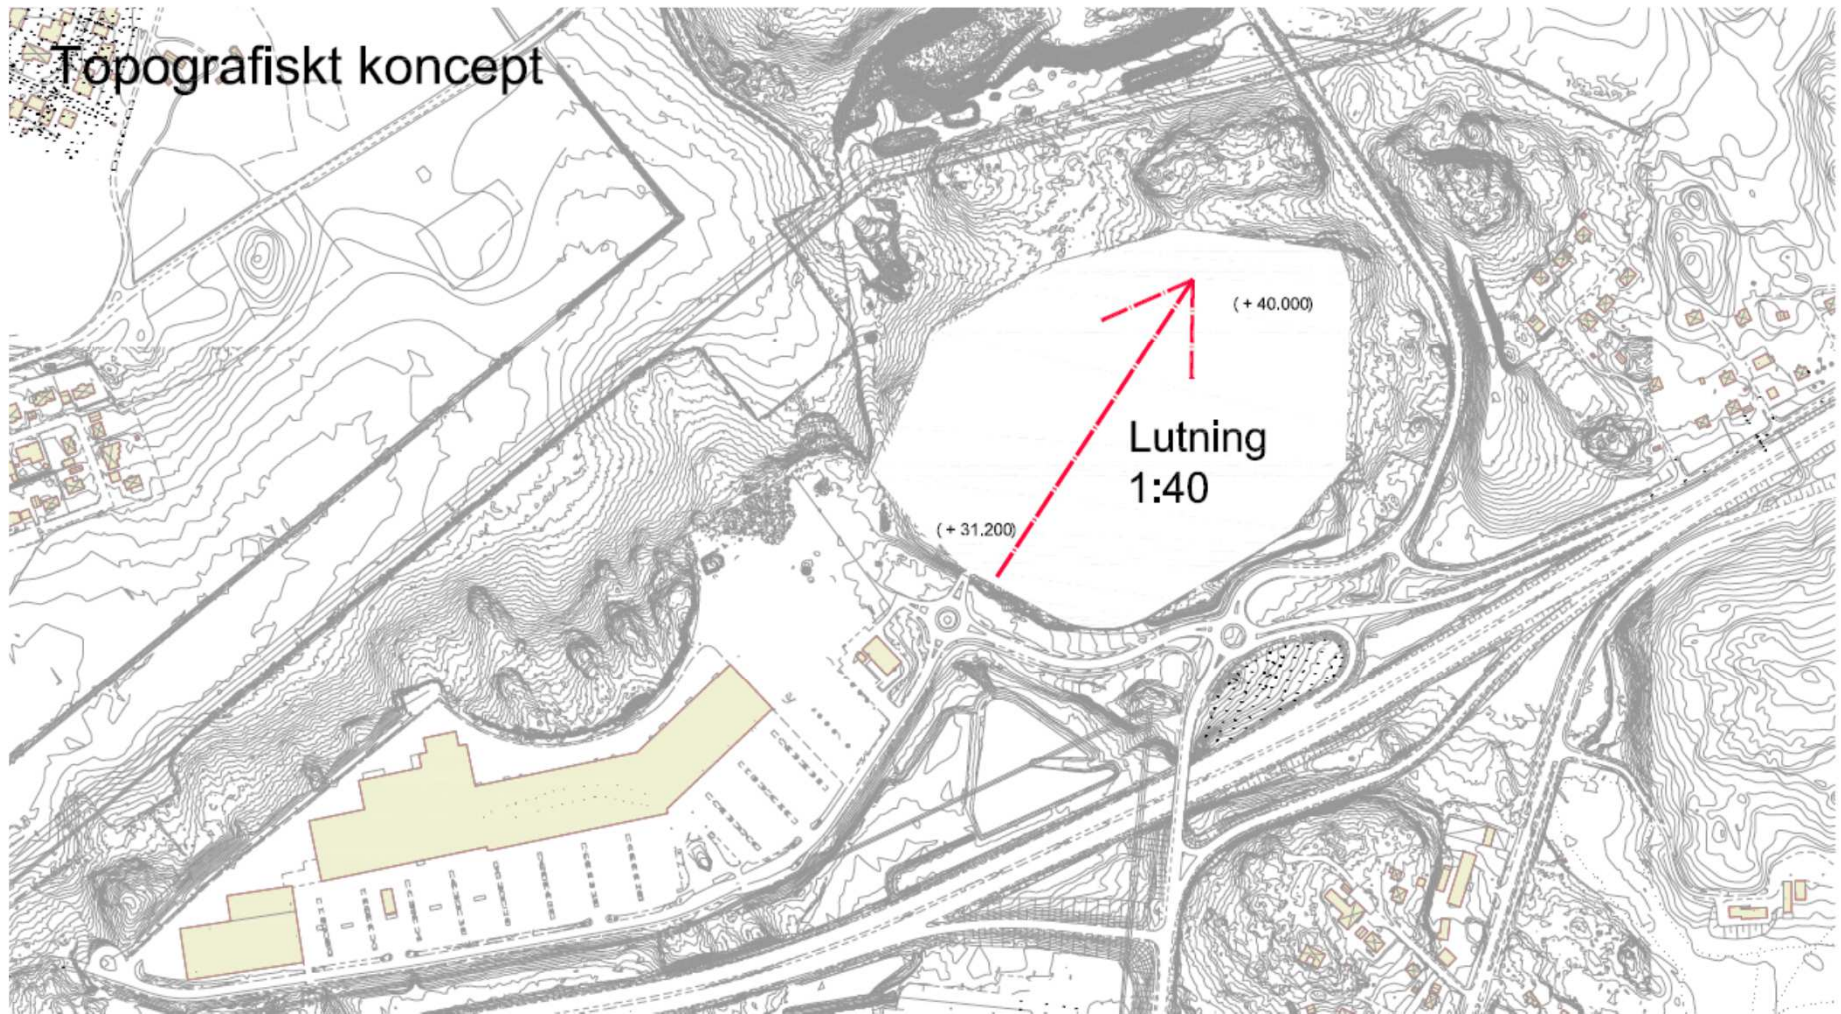 Topografiskt koncept
( + 40.000)
Lutning
1:40
( + 31.200)